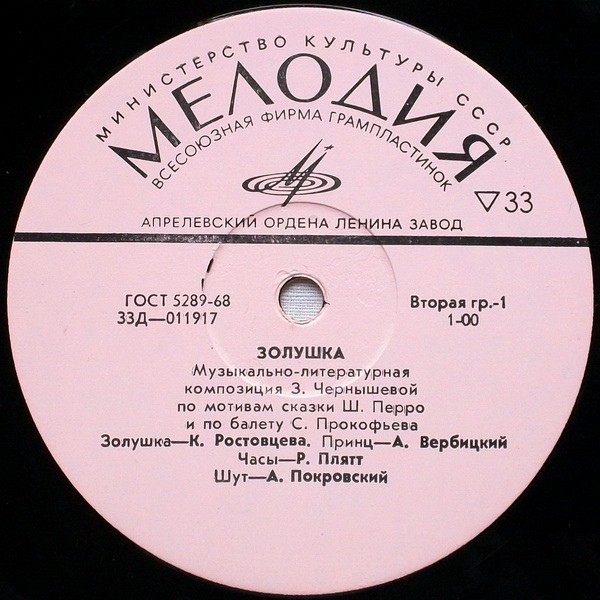 МИНИСТЕРСТВО КУЛЬТУРЫ СССР
МЕЛОДИЯ
ВСЕСОЮЗНАЯ ФИРМА ГРАМПЛАСТИНОК
▽33
АПРЕЛЕВСКИЙ ОРДЕНА ЛЕНИНА ЗАВОД
ГОСТ 5289-68 Вторая гр.-1
33Д—011917 1-00
ЗОЛУШКА
Музыкально-литературная
композиция З. Чернышевой
по мотивам сказки Ш. Перро
и по балету С. Прокофьева
Золушка—К. Ростовцева. Принц—А. Вербицкий
Часы—Р. Плятт
Шут—А. Покровский